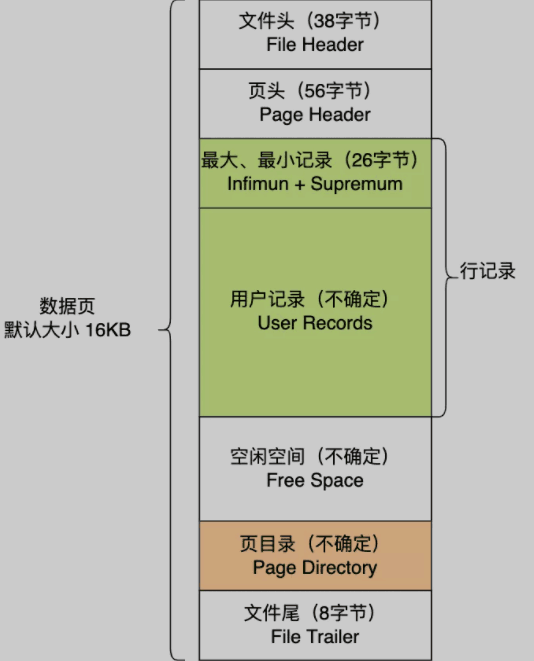 文件头（38字节）
File Header
页头（56字节）
Page Header
最大、最小记录（26字节）
Infimun + Supremum
用户记录（不确定）
User Records
行记录
数据页
默认大小 16KB
空闲空间（不确定）
Free Space
页目录（不确定）
Page Directory
文件尾（8字节）
File Trailer